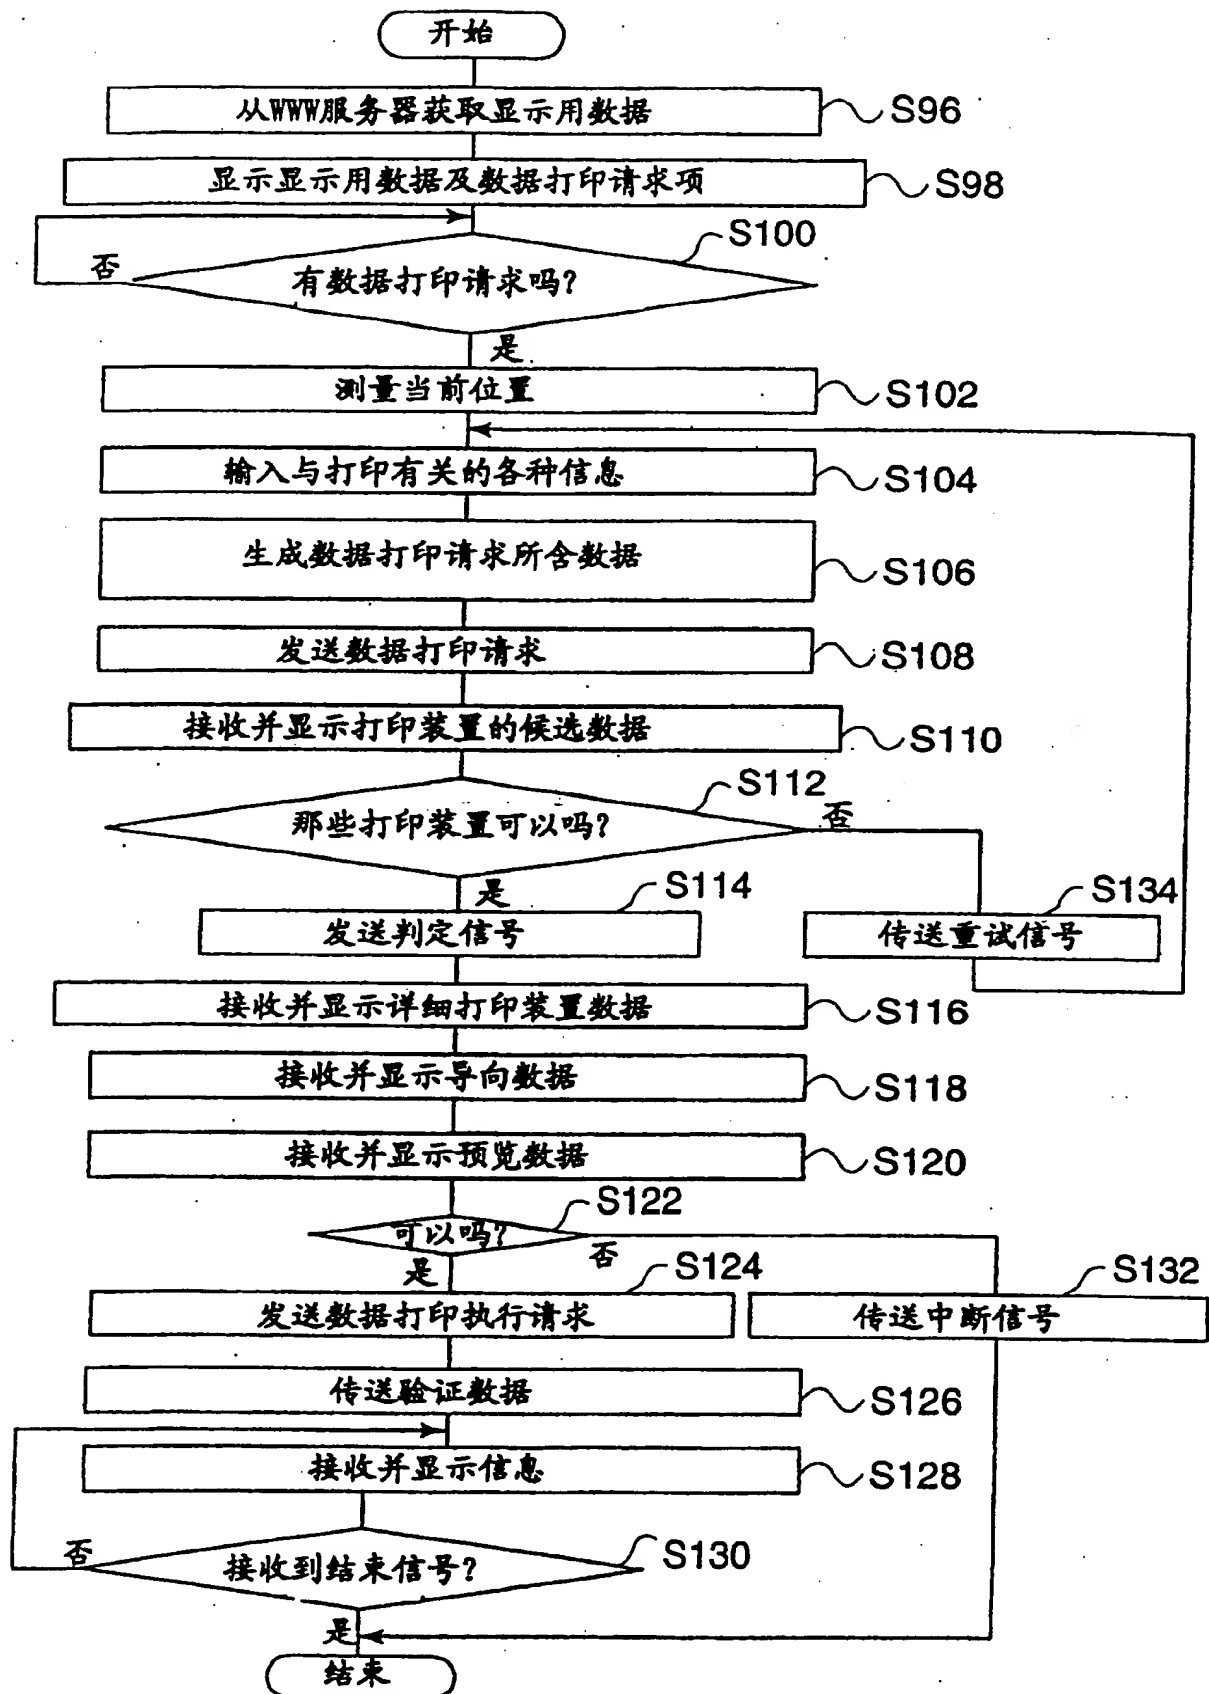 开始
从WWW服务器获取显示用数据
S96
显示显示用数据及数据打印请求项
S98
S100
否
有数据打印请求吗?
是
测量当前位置
S102
输入与打印有关的各种信息
S104
生成数据打印请求所含数据
S106
发送数据打印请求
S108
接收并显示打印装置的候选数据
S110
S112
那些打印装置可以吗?
否
是
S114
发送判定信号
S134
传送重试信号
接收并显示详细打印装置数据
S116
接收并显示导向数据
S118
接收并显示预览数据
S120
S122
可以吗?
否
是
S124
发送数据打印执行请求
S132
传送中断信号
传送验证数据
S126
接收并显示信息
S128
否
接收到结束信号?
S130
是
结束